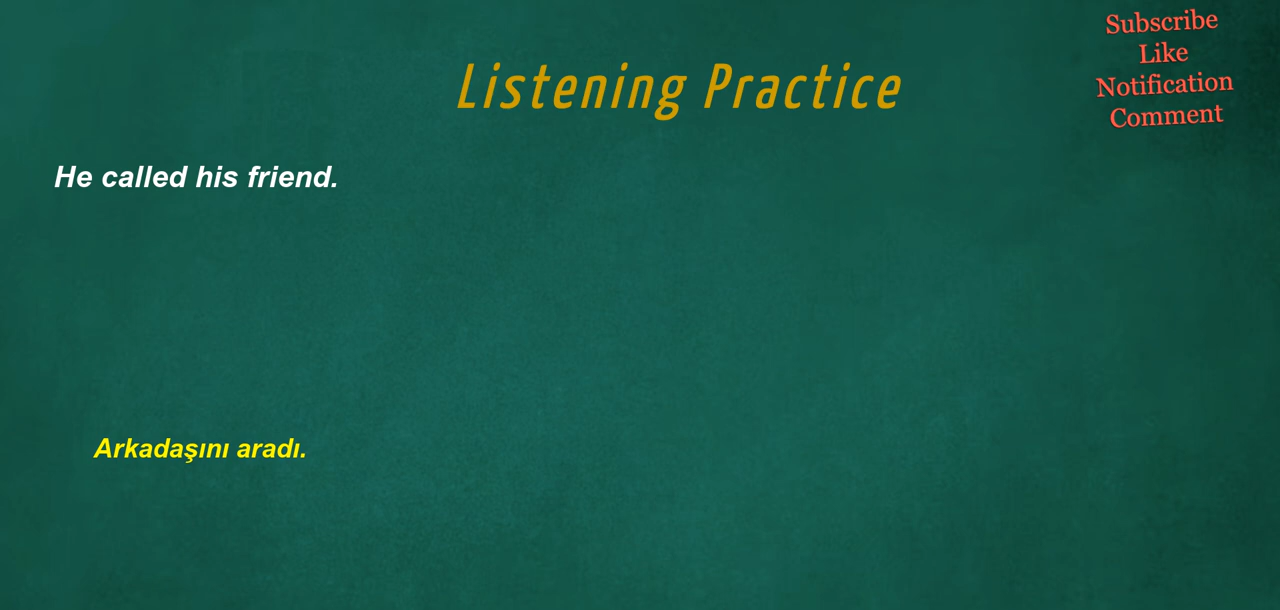 Listening Practice
Subscribe
Like
Notification
Comment
He called his friend.
Arkadaşını aradı.